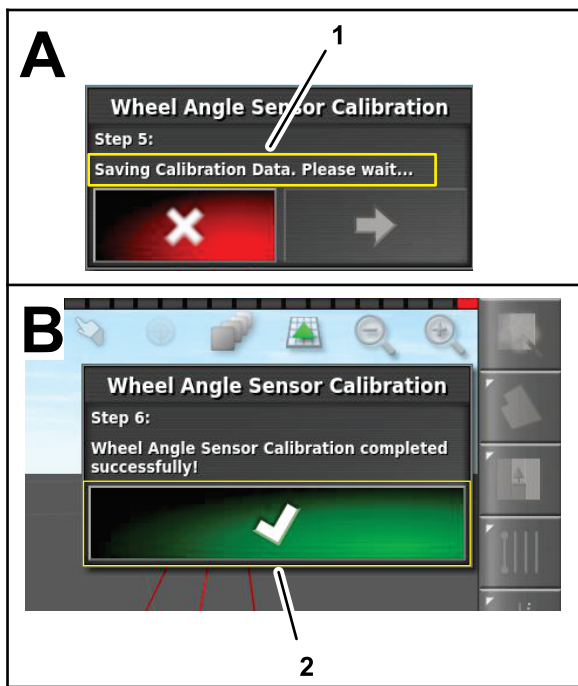 A
1
Wheel Angle Sensor Calibration
Step 5:
Saving Calibration Data. Please wait...
B
Wheel Angle Sensor Calibration
Step 6:
Wheel Angle Sensor Calibration completed
successfully!
2